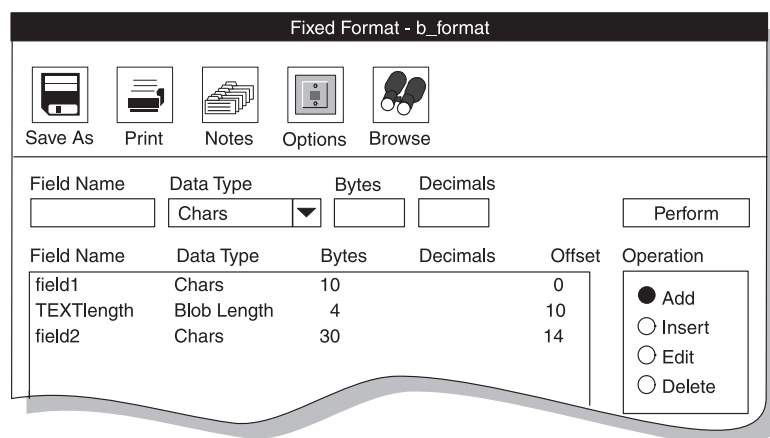 Fixed Format - b_format
Save As Print Notes Options Browse
Field Name Data Type Bytes Decimals
Chars Perform
Field Name Data Type Bytes Decimals Offset Operation
field1 Chars 10 0
TEXTlength Blob Length 4 10
field2 Chars 30 14
Add
Insert
Edit
Delete